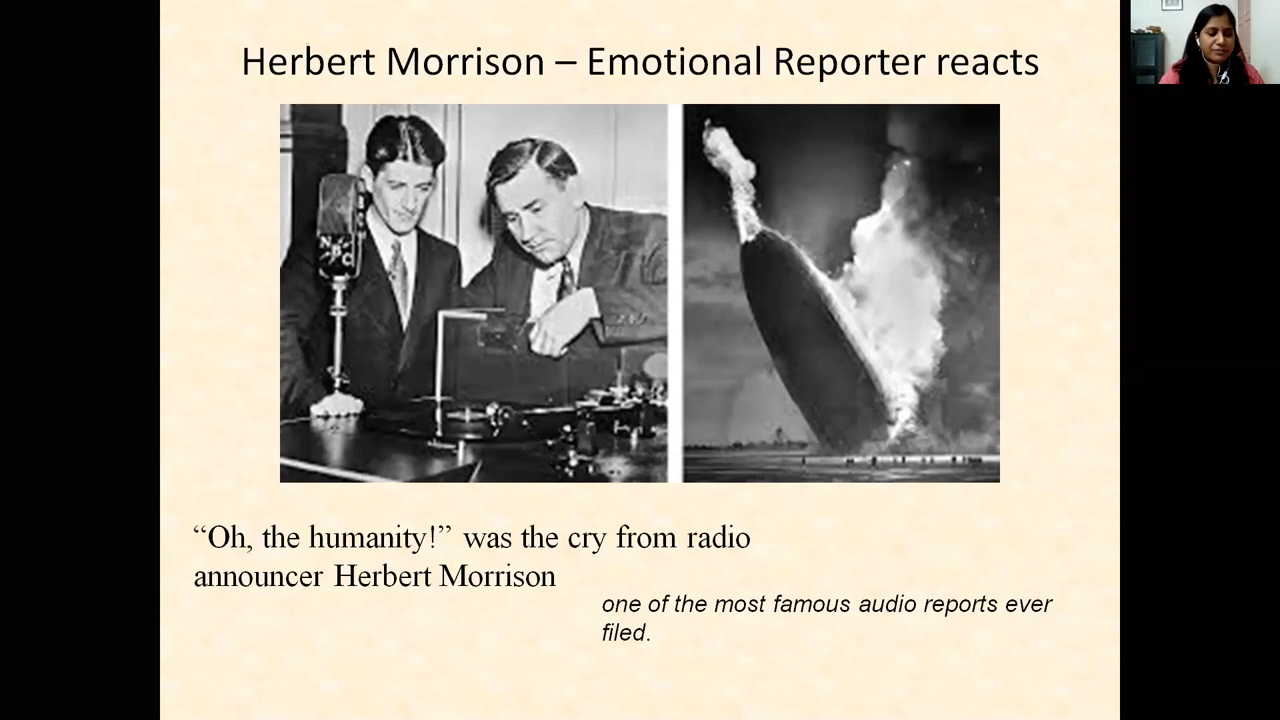 Herbert Morrison – Emotional Reporter reacts
NBC
“Oh, the humanity!” was the cry from radio
announcer Herbert Morrison
one of the most famous audio reports ever
filed.